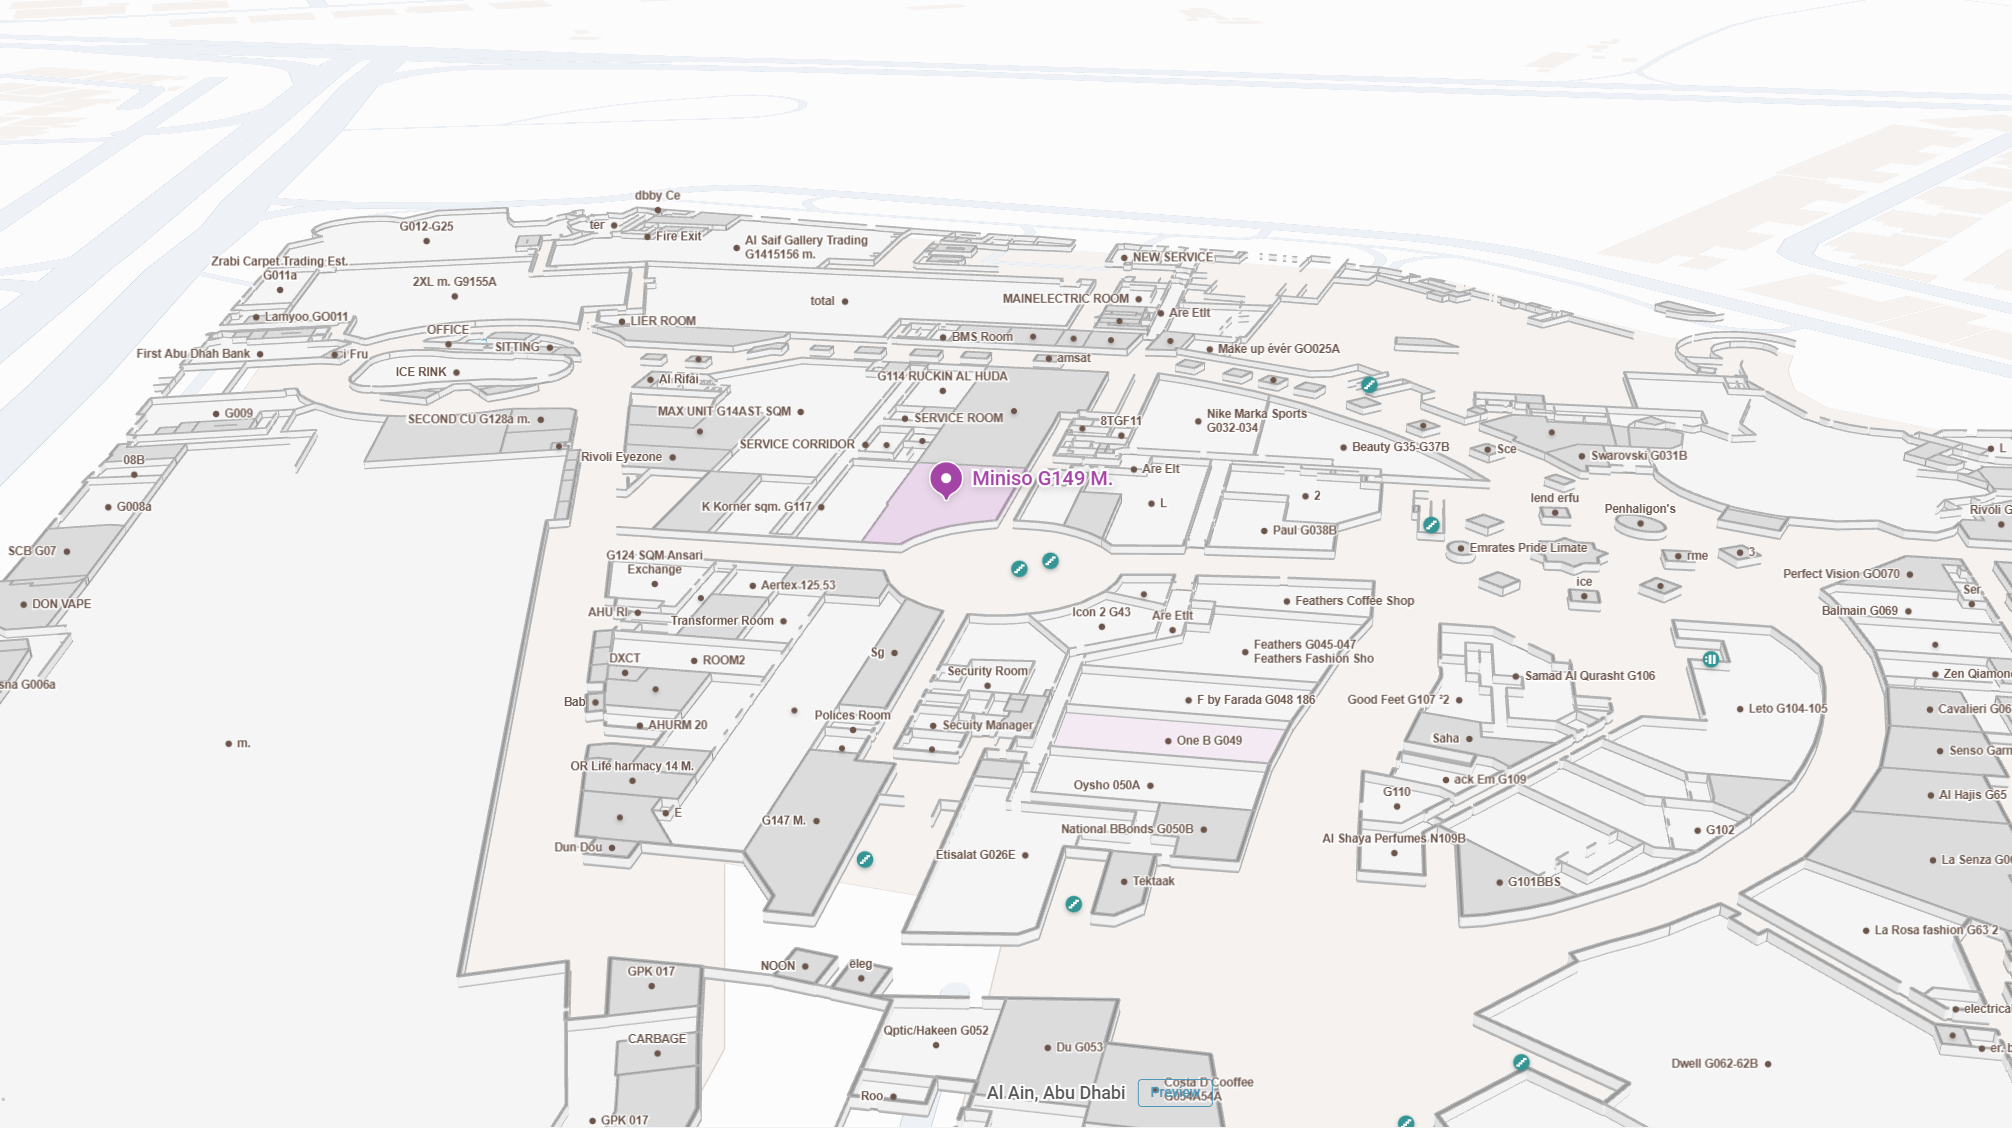 dbby Ce
ter
Fire Exit
G012-G25
Al Saif Gallery Trading
G1415156 m.
NEW SERVICE
Zrabi Carpet Trading Est.
G011a
2XL m. G9155A
total
MAINELECTRIC ROOM
Are Etlt
Lamyoo GO011
LIER ROOM
OFFICE
SITTING
BMS Room
amsat
Make up évér GO025A
First Abu Dhah Bank
i Fru
ICE RINK
Al Rifai
G114 RUCKIN AL HUDA
G009
SECOND CU G128a m.
MAX UNIT G14AST SQM
SERVICE ROOM
8TGF11
Nike Marka Sports
G032-034
SERVICE CORRIDOR
Beauty G35-G37B
Sce
Swarovski G031B
L
08B
Rivoli Eyezone
Miniso G149 M.
Are Elt
G008a
K Korner sqm. G117
L
2
lend erfu
Penhaligon's
Rivoli G
Paul G038B
SCB G07
G124 SQM Ansari
Exchange
Emrates Pride Limate
rme
3
Aertex 125 53
ice
Perfect Vision GO070
Ser
DON VAPE
AHU RI
Transformer Room
Icon 2 G43
Are Etlt
Feathers Coffee Shop
Balmain G069
DXCT
ROOM2
Sg
Security Room
Feathers G045-047
Feathers Fashion Sho
Samad Al Qurasht G106
Zen Qiamon
sna G006a
Bab
F by Farada G048 186
Good Feet G107 *2
Leto G104-105
Cavalieri G06
AHURM 20
Polices Room
Secuity Manager
One B G049
Saha
Senso Garn
m.
OR Lifé harmacy 14 M.
Oysho 050A
ack Em G109
G110
Al Hajis G65
E
G147 M.
National BBonds G050B
Al Shaya Perfumes N109B
G102
Dun Dou
Etisalat G026E
La Senza G0
Tektaak
G101BBS
La Rosa fashion G63 2
GPK 017
NOON
eleg
electrica
CARBAGE
Qptic/Hakeen G052
Du G053
er. b
Dwell G062-62B
Roo
Al Ain, Abu Dhabi
Preview
Costa D Cooffee
G054A54A
GPK 017